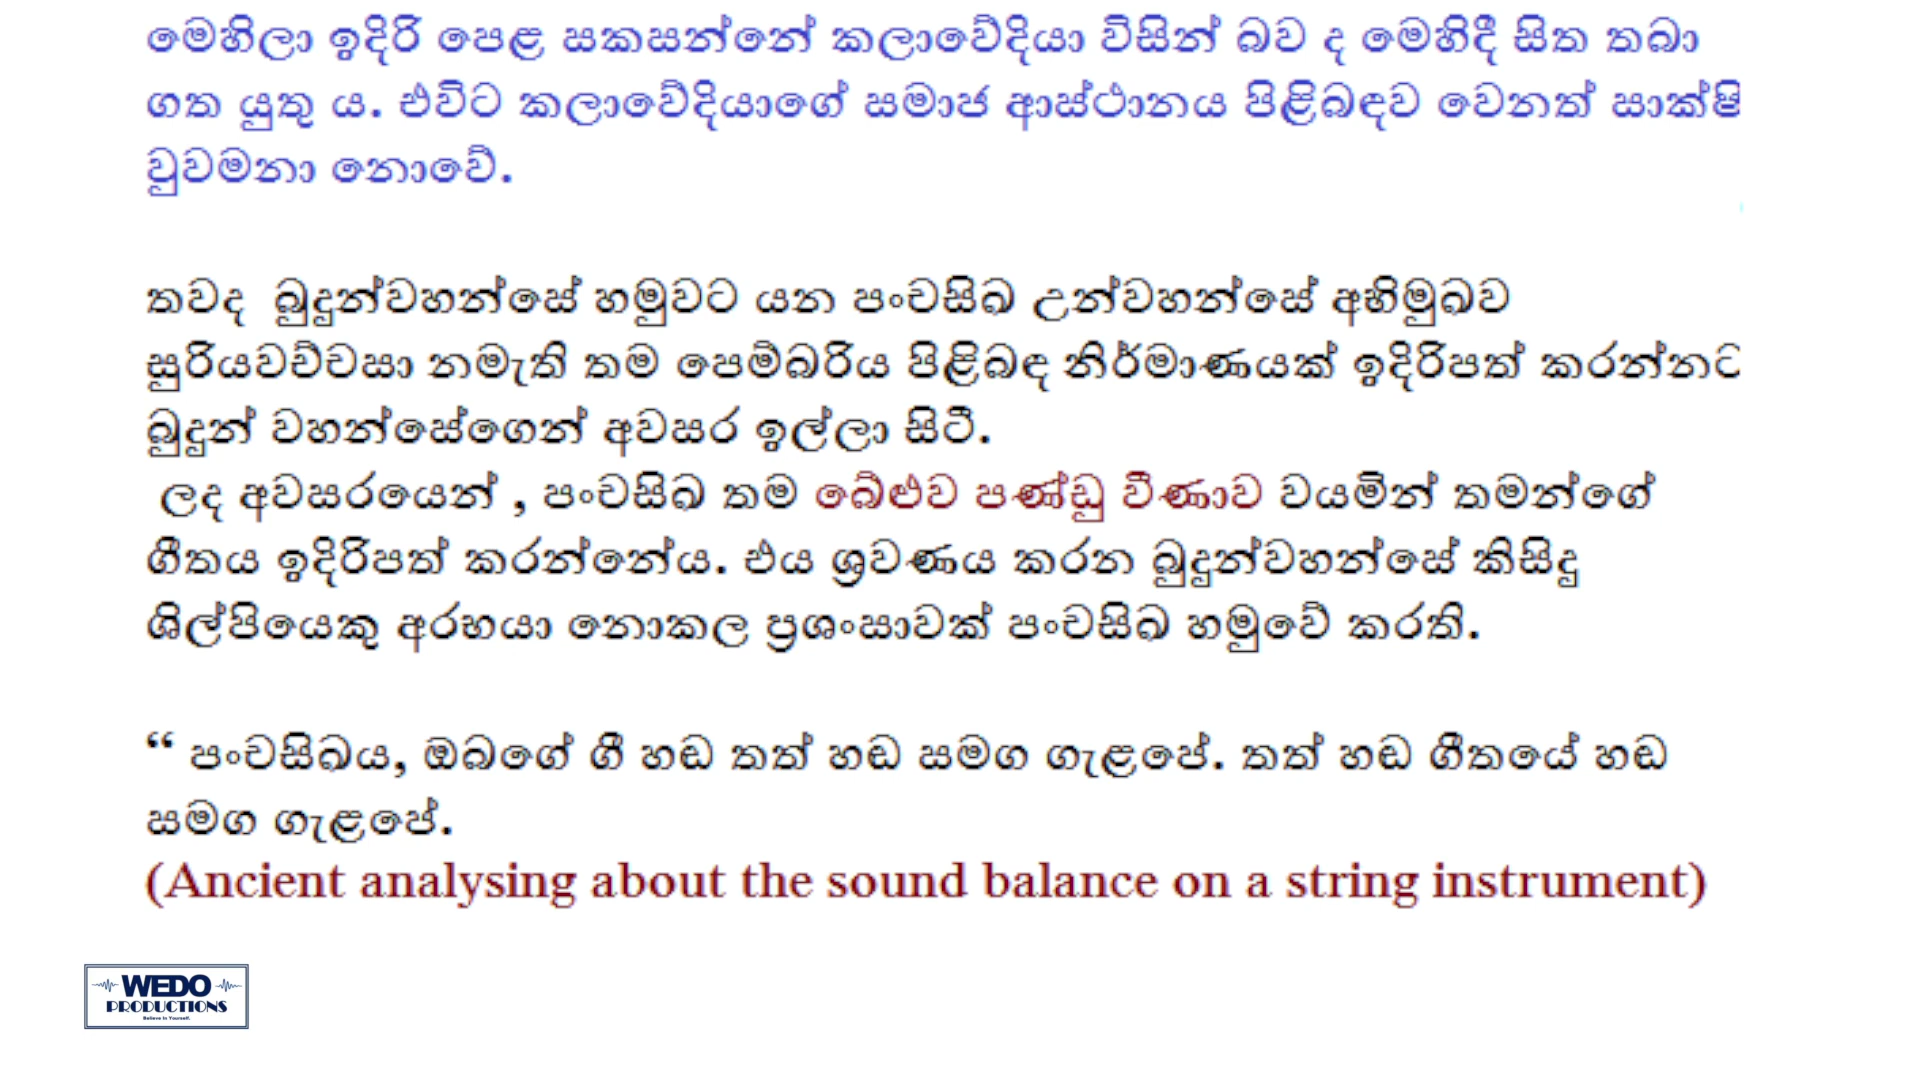 මෙහිලා ඉදිරි පෙළ සකසන්නේ කලාවේදියා විසින් බව ද මෙහිදී සිත තබා
ගත යුතු ය. එවිට කලාවේදියාගේ සමාජ ආස්ථානය පිළිබඳව වෙනත් සාක්ෂි
වුවමනා නොවේ.
තවද බුදුන්වහන්සේ හමුවට යන පංචසිඛ උන්වහන්සේ අභිමුඛව
සුරියවච්චසා නමැති තම පෙම්බරිය පිළිබඳ නිර්මාණයක් ඉදිරිපත් කරන්නට
බුදුන් වහන්සේගෙන් අවසර ඉල්ලා සිටී.
ලද අවසරයෙන් , පංචසිඛ තම බේළුව පණ්ඩු වීණාව වයමින් තමන්ගේ
ගීතය ඉදිරිපත් කරන්නේය. එය ශ්‍රවණය කරන බුදුන්වහන්සේ කිසිදු
ශිල්පියෙකු අරභයා නොකල ප්‍රශංසාවක් පංචසිඛ හමුවේ කරති.
“ පංචසිඛය, ඔබගේ ගී හඬ තත් හඬ සමග ගැළපේ. තත් හඬ ගීතයේ හඬ
සමග ගැළපේ.
(Ancient analysing about the sound balance on a string instrument)
WEDO
PRODUCTIONS
Believe In Yourself.